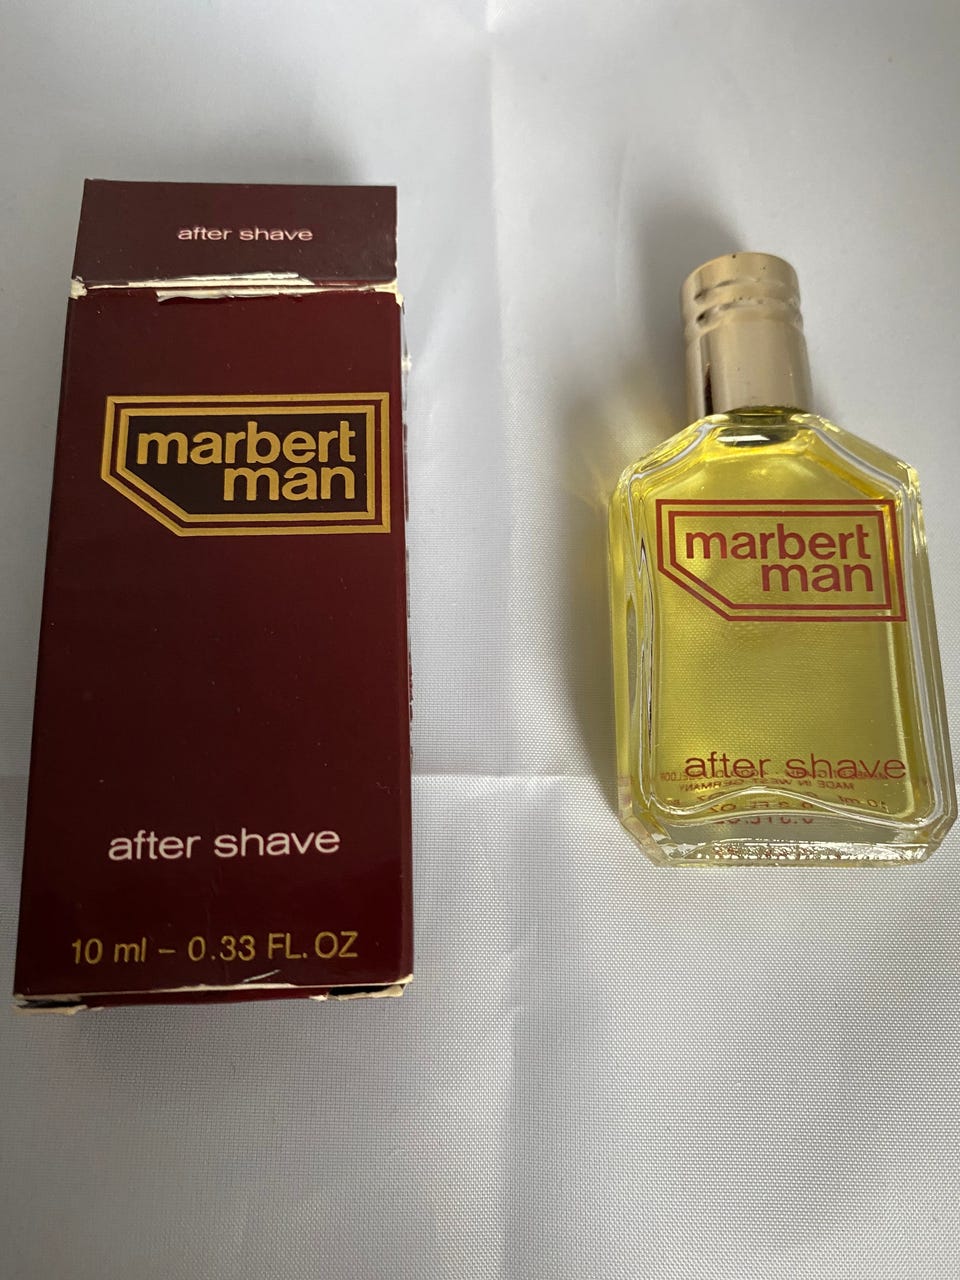 after shave
marbert
man
after shave
10 ml – 0.33 FL. OZ
marbert
man
after shave
MADE IN WEST-GERMANY